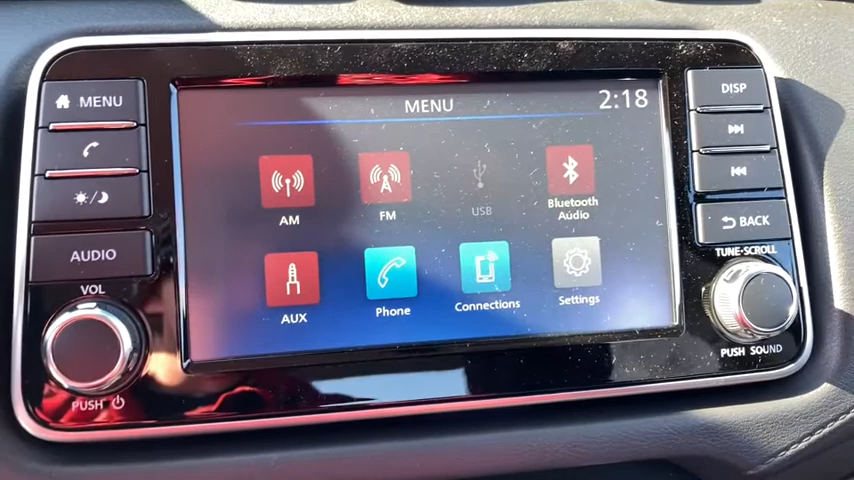 MENU
AUDIO
VOL
PUSH
MENU
2:18
AM
FM
USB
Bluetooth
Audio
AUX
Phone
Connections
Settings
DISP
BACK
TUNE·SCROLL
PUSH SOUND